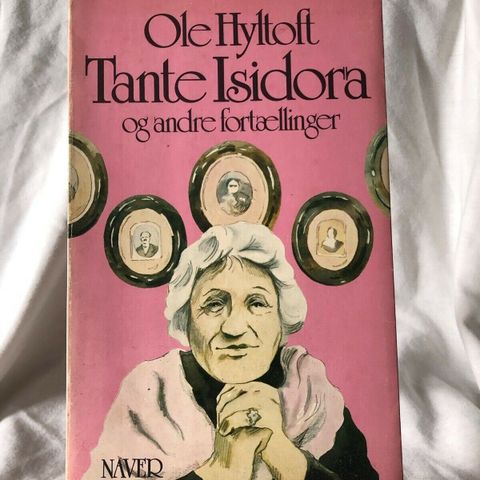 Ole Hyltoft
Tante Isidora
og andre fortællinger
NAVER